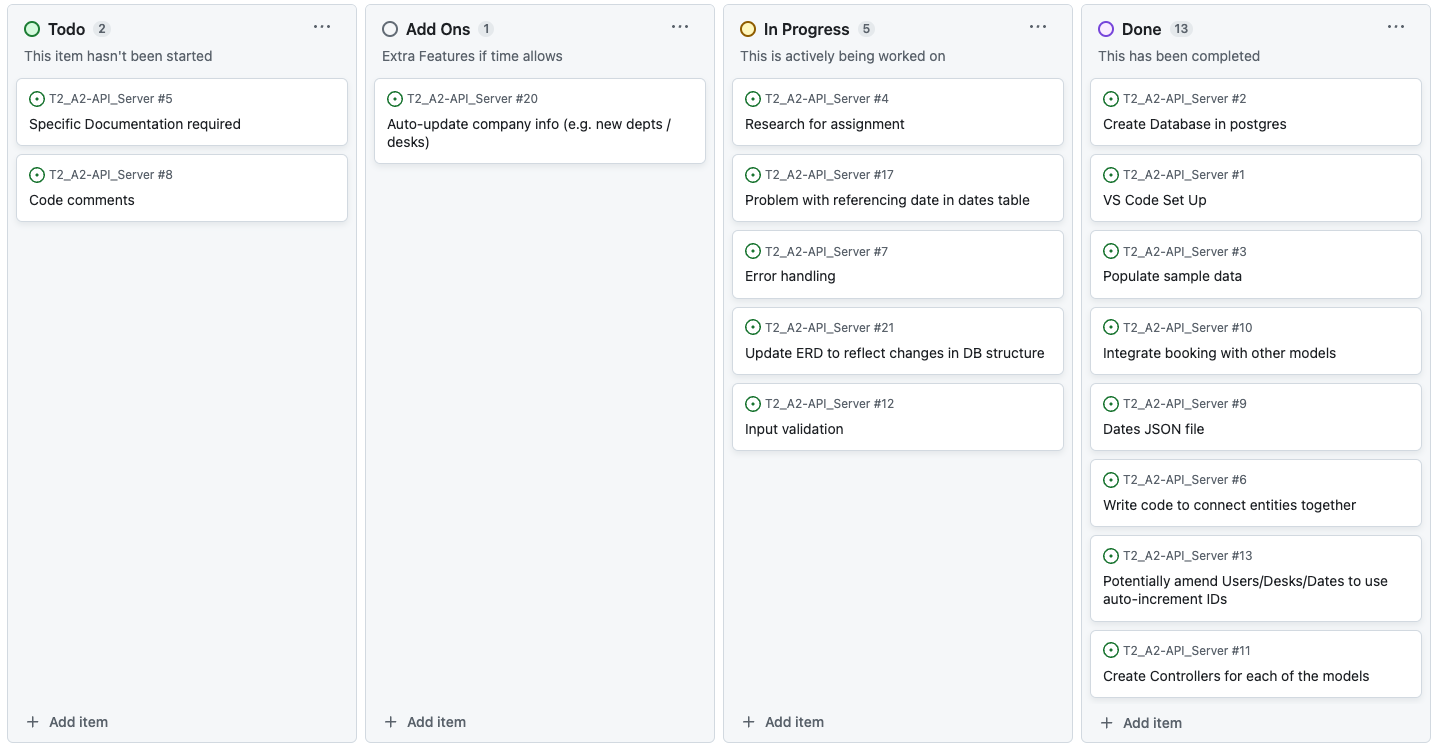 Todo 2
This item hasn't been started
T2_A2-API_Server #5
Specific Documentation required
T2_A2-API_Server #8
Code comments
Add item
Add Ons 1
Extra Features if time allows
T2_A2-API_Server #20
Auto-update company info (e.g. new depts /
desks)
Add item
In Progress 5
This is actively being worked on
T2_A2-API_Server #4
Research for assignment
T2_A2-API_Server #17
Problem with referencing date in dates table
T2_A2-API_Server #7
Error handling
T2_A2-API_Server #21
Update ERD to reflect changes in DB structure
T2_A2-API_Server #12
Input validation
Add item
Done 13
This has been completed
T2_A2-API_Server #2
Create Database in postgres
T2_A2-API_Server #1
VS Code Set Up
T2_A2-API_Server #3
Populate sample data
T2_A2-API_Server #10
Integrate booking with other models
T2_A2-API_Server #9
Dates JSON file
T2_A2-API_Server #6
Write code to connect entities together
T2_A2-API_Server #13
Potentially amend Users/Desks/Dates to use
auto-increment IDs
T2_A2-API_Server #11
Create Controllers for each of the models
Add item